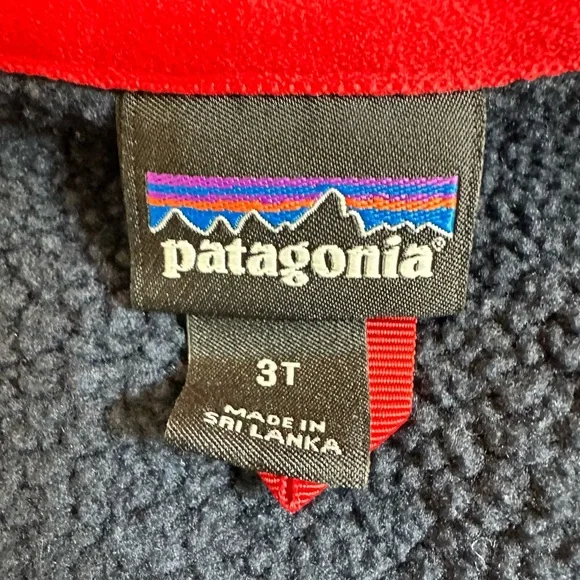 patagonia®
3T
MADE IN
SRI LANKA